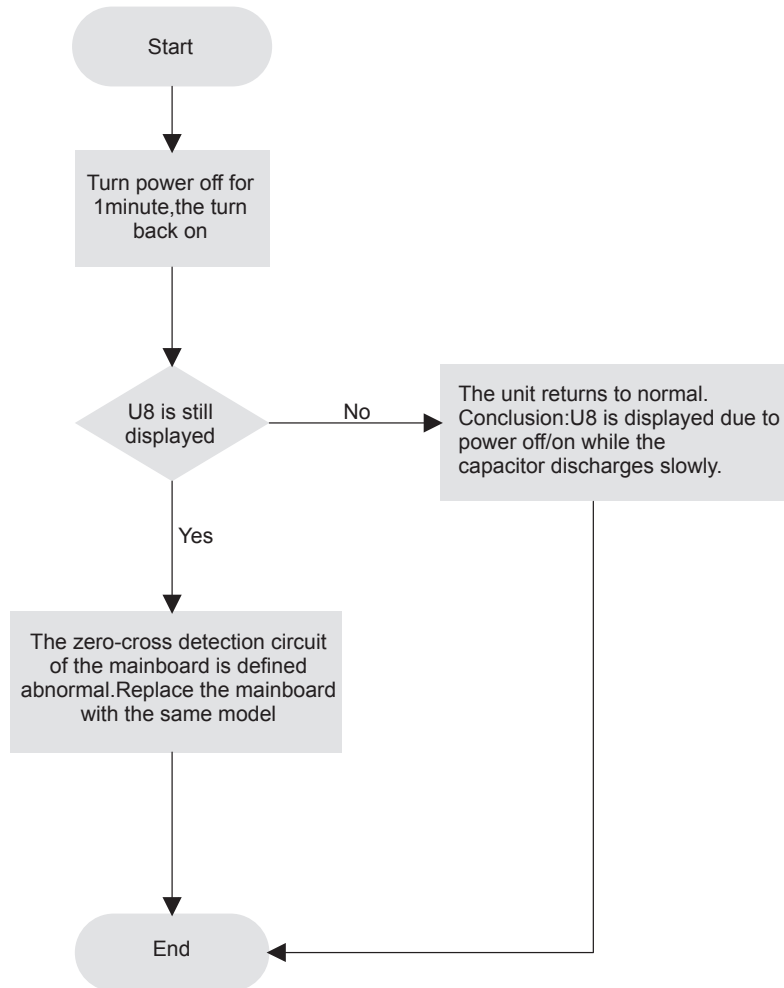 Start
Turn power off for
1minute,the turn
back on
U8 is still
displayed
No
The unit returns to normal.
Conclusion:U8 is displayed due to
power off/on while the
capacitor discharges slowly.
Yes
The zero-cross detection circuit
of the mainboard is defined
abnormal.Replace the mainboard
with the same model
End